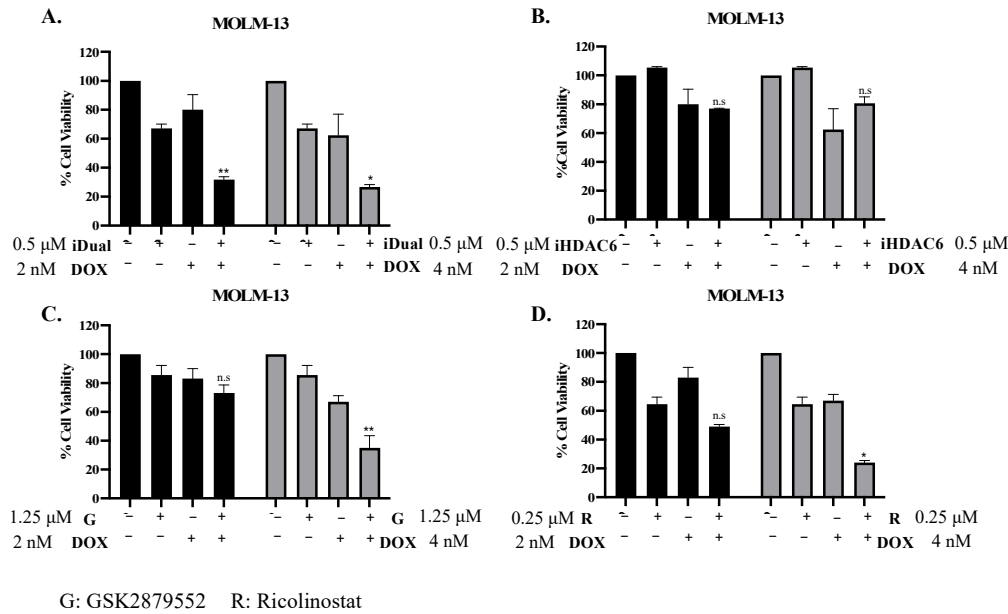 A.
MOLM-13
% Cell Viability
120
100
80
60
40
20
0
**
*
0.5 μM iDual − + − + − + − + iDual 0.5 μM
2 nM DOX − − + + − − + + DOX 4 nM
B.
MOLM-13
%Cell Viability
120
100
80
60
40
20
0
n.s
n.s
0.5 μM iHDAC6 − + − + − + − + iHDAC6 0.5 μM
2 nM DOX − − + + − − + + DOX 4 nM
C.
MOLM-13
% Cell Viability
120
100
80
60
40
20
0
n.s
**
1.25 μM G − + − + − + − + G 1.25 μM
2 nM DOX − − + + − − + + DOX 4 nM
D.
MOLM-13
% Cell Viability
120
100
80
60
40
20
0
n.s
*
0.25 μM R − + − + − + − + R 0.25 μM
2 nM DOX − − + + − − + + DOX 4 nM
G: GSK2879552 R: Ricolinostat